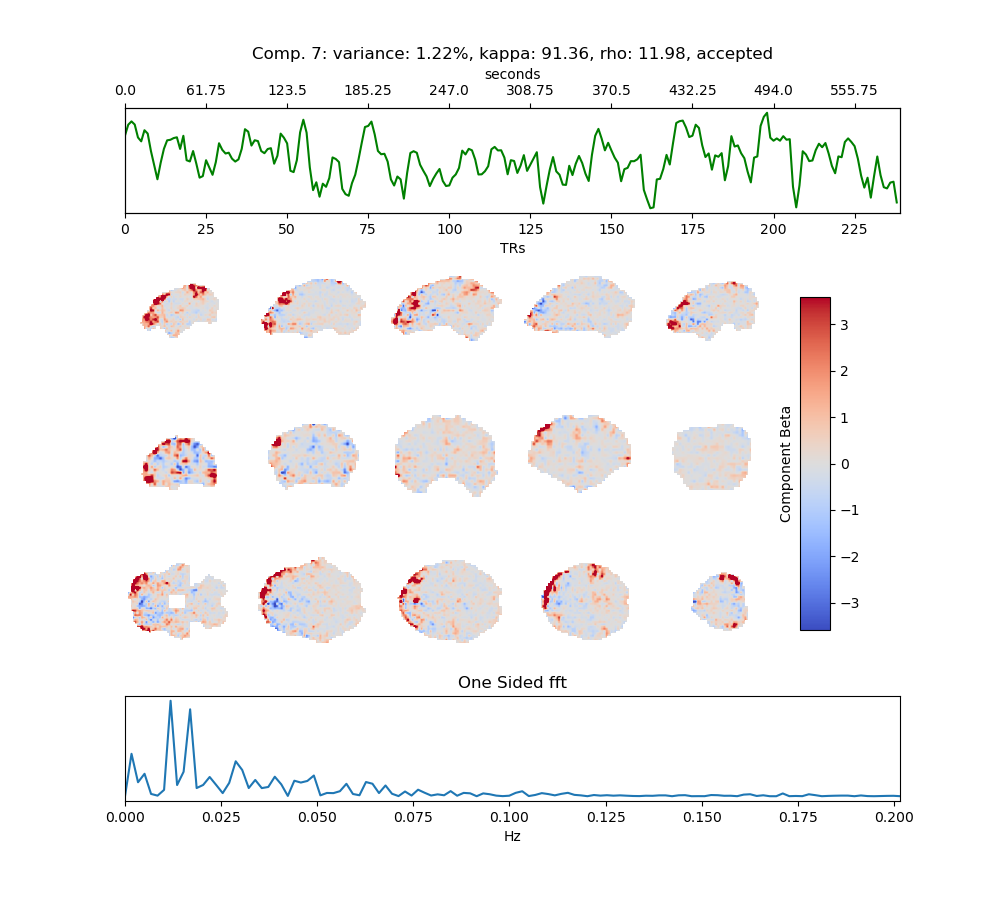 Comp. 7: variance: 1.22%, kappa: 91.36, rho: 11.98, accepted
seconds
0.0 61.75 123.5 185.25 247.0 308.75 370.5 432.25 494.0 555.75
0 25 50 75 100 125 150 175 200 225
TRs
3
2
1
0
−1
−2
−3
Component Beta
One Sided fft
0.000 0.025 0.050 0.075 0.100 0.125 0.150 0.175 0.200
Hz